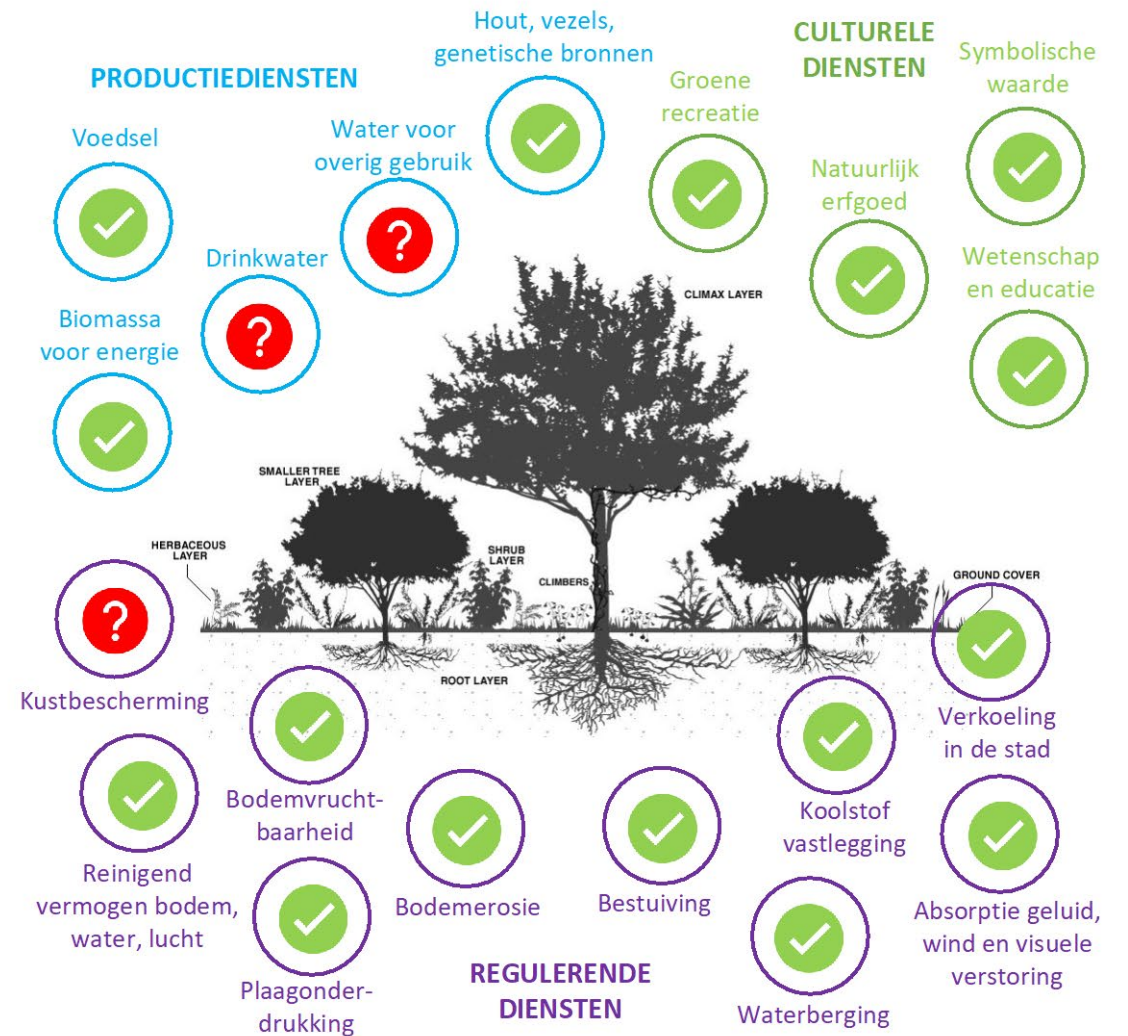 PRODUCTIEDIENSTEN
Hout, vezels,
genetische bronnen
CULTURELE
DIENSTEN
Symbolische
waarde
Groene
recreatie
Voedsel
Water voor
overig gebruik
?
Natuurlijk
erfgoed
Drinkwater
?
Wetenschap
en educatie
Biomassa
voor energie
CLIMAX LAYER
SMALLER TREE
LAYER
HERBACEOUS
LAYER
SHRUB
LAYER
CLIMBERS
GROUND COVER
ROOT LAYER
?
Kustbescherming
Verkoeling
in de stad
Bodemvrucht-
baarheid
Koolstof
vastlegging
Reinigend
vermogen bodem,
water, lucht
Bodemerosie
Bestuiving
Absorptie geluid,
wind en visuele
verstoring
Plaagonder-
drukking
REGULERENDE
DIENSTEN
Waterberging